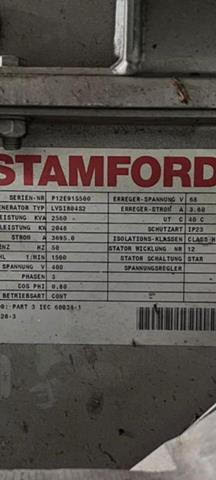 STAMFORD
SERIEN-NR P12E915500 ERREGER-SPANNUNG V 68
ENERATOR TYP LVSI804S2 ERREGER-STROM A 3.60
LEISTUNG KVA 2560 UT C 40 C
LEISTUNG KW 2048 SCHUTZART IP23
STROM A 3695.0 ISOLATIONS-KLASSEN CLASS H
ENZ HZ 50 STATOR WICKLUNG NR 12
HL 1/MIN 1500 STATOR SCHALTUNG STAR
SPANNUNG V 400 SPANNUNGSREGLER
PHASEN 3
COS PHI 0.80
BETRIEBSART CONT
PART 3 IEC 60034-1